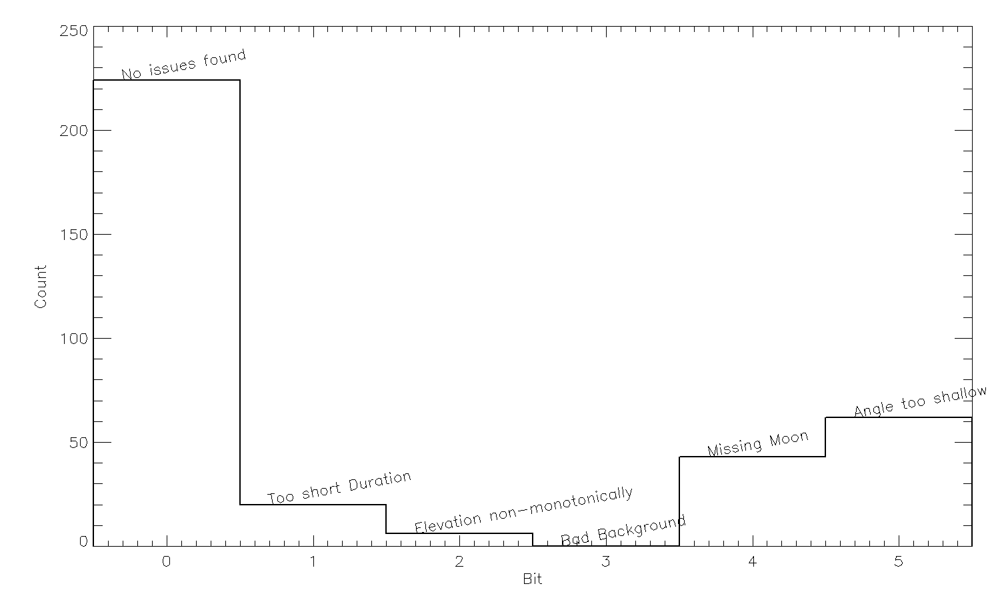 250
No issues found
200
150
Count
100
Angle too shallow
50
Missing Moon
Too short Duration
Elevation non-monotonically
Bad Background
0
0 1 2 3 4 5
Bit